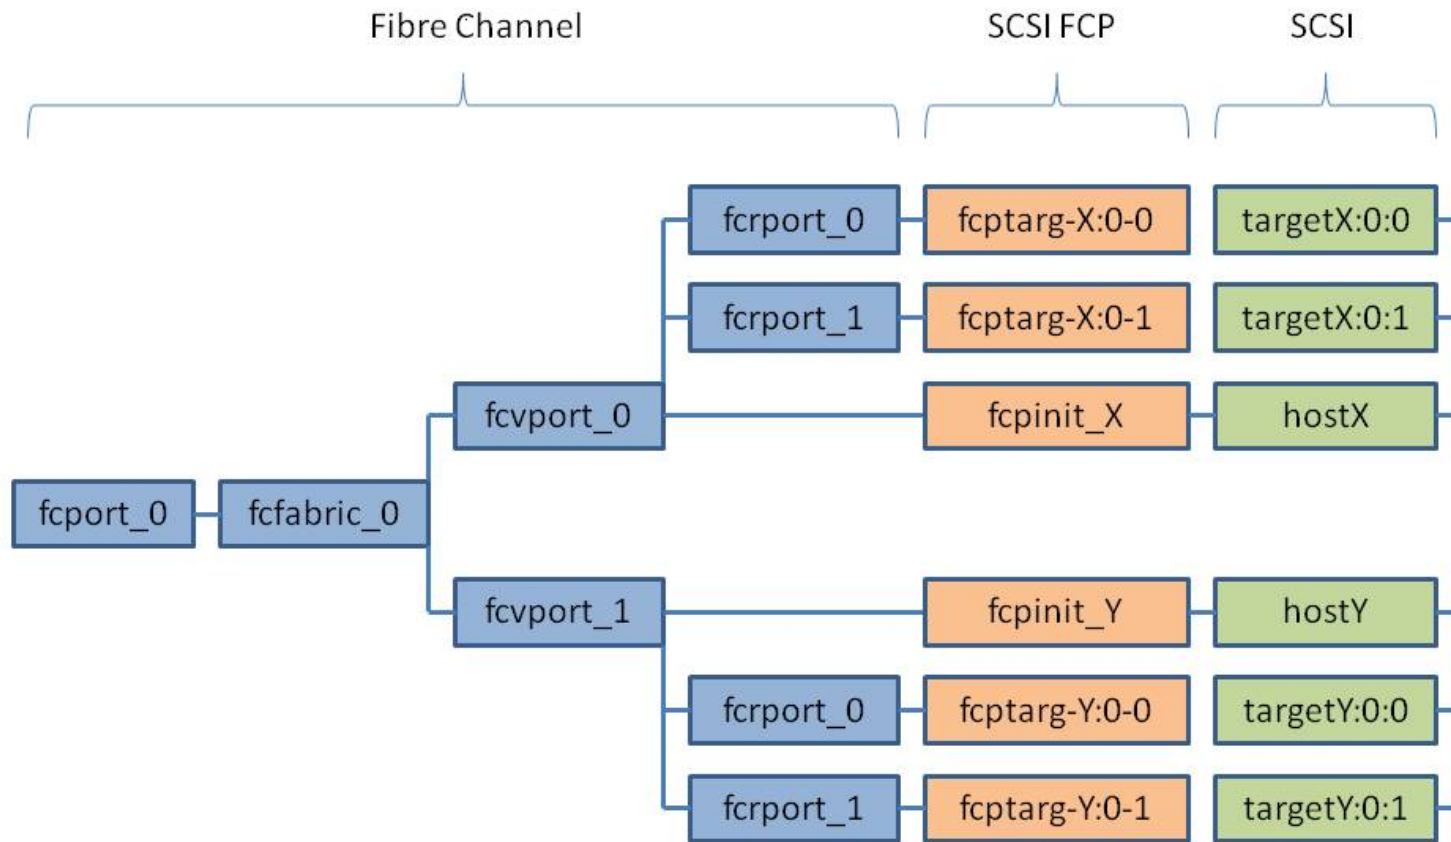 Fibre Channel SCSI FCP SCSI
fcrport_0 fcptarg-X:0-0 targetX:0:0
fcrport_1 fcptarg-X:0-1 targetX:0:1
fcvport_0 fcpinit_X hostX
fcport_0 fcfabric_0
fcvport_1 fcpinit_Y hostY
fcrport_0 fcptarg-Y:0-0 targetY:0:0
fcrport_1 fcptarg-Y:0-1 targetY:0:1